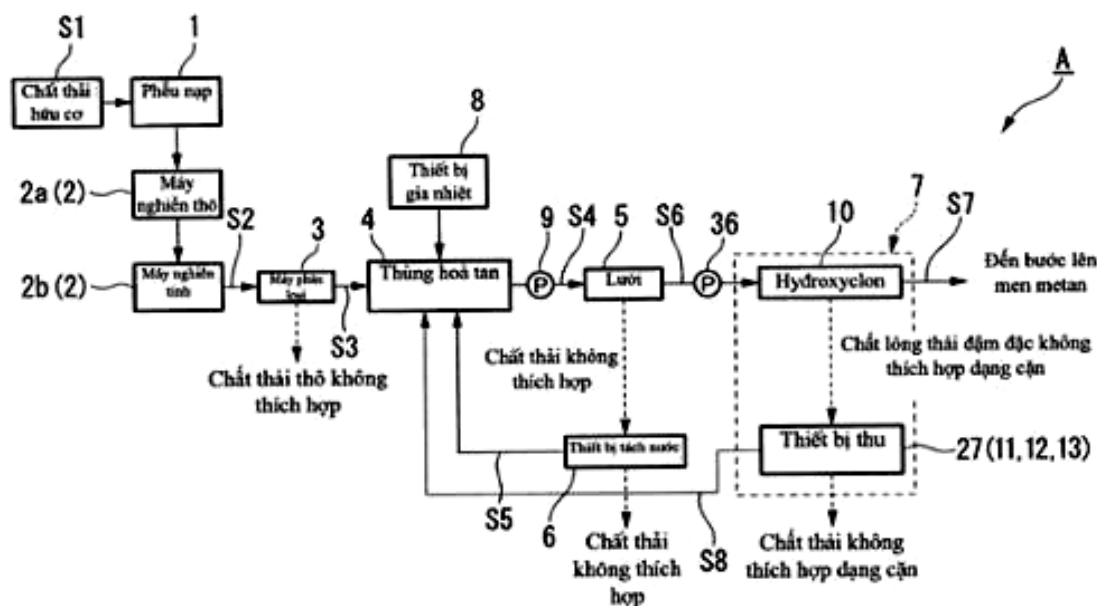 S1
1
A
Chất thải
hữu cơ
Phễu nạp
8
Thiết bị
gia nhiệt
2a (2)
Máy
nghiền thô
S2
3
4
9
S4
5
S6
36
10
7
S7
2b (2)
Máy nghiền
tinh
Máy phân
loại
Thùng hoà tan
P
Lưới
P
Hydroxyclon
Đến bước lên
men metan
S3
Chất thải thô không
thích hợp
Chất thải không
thích hợp
Chất lỏng thải đậm đặc không
thích hợp dạng cặn
Thiết bị tách nước
Thiết bị thu
27 (11, 12, 13)
S5
6
S8
Chất thải
không thích
hợp
Chất thải không
thích hợp dạng cặn